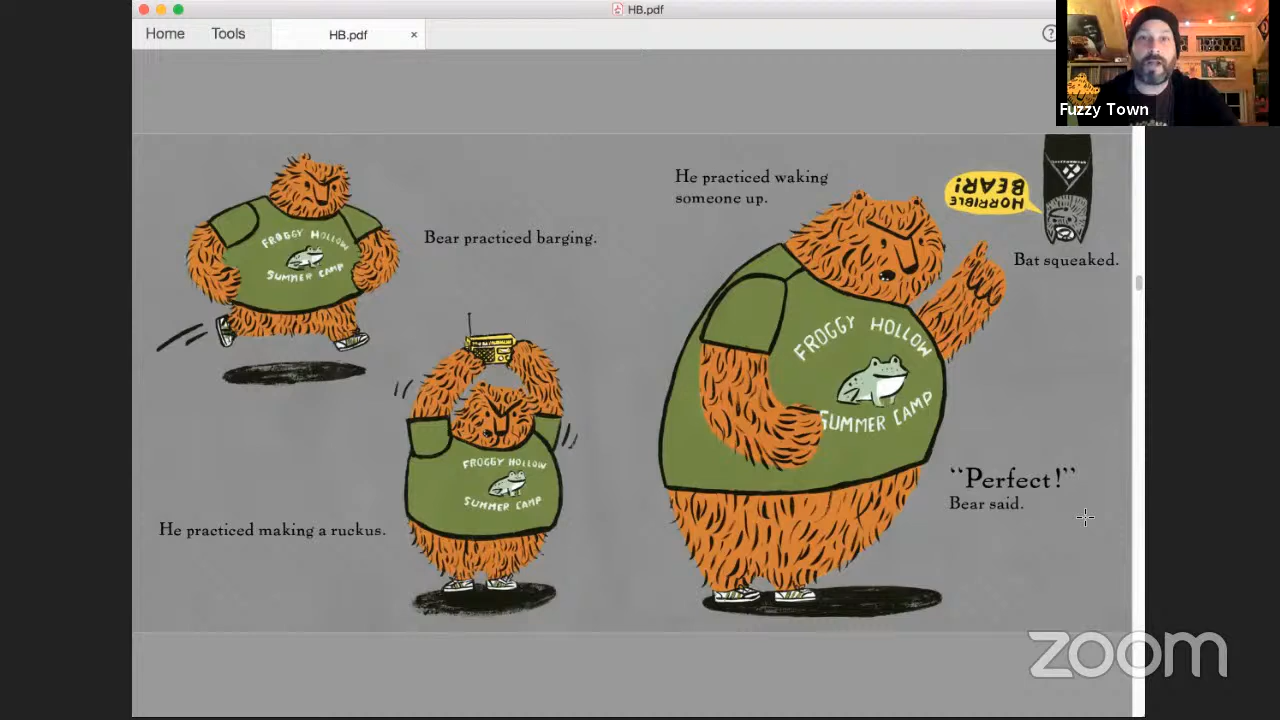 HB.pdf
Home
Tools
HB.pdf
×
?
Fuzzy Town
FROGGY HOLLOW
SUMMER CAMP
Bear practiced barging.
He practiced making a ruckus.
FROGGY HOLLOW
SUMMER CAMP
He practiced waking
someone up.
HORRIBLE
BEAR!
Bat squeaked.
FROGGY HOLLOW
SUMMER CAMP
“Perfect!”
Bear said.
zoom